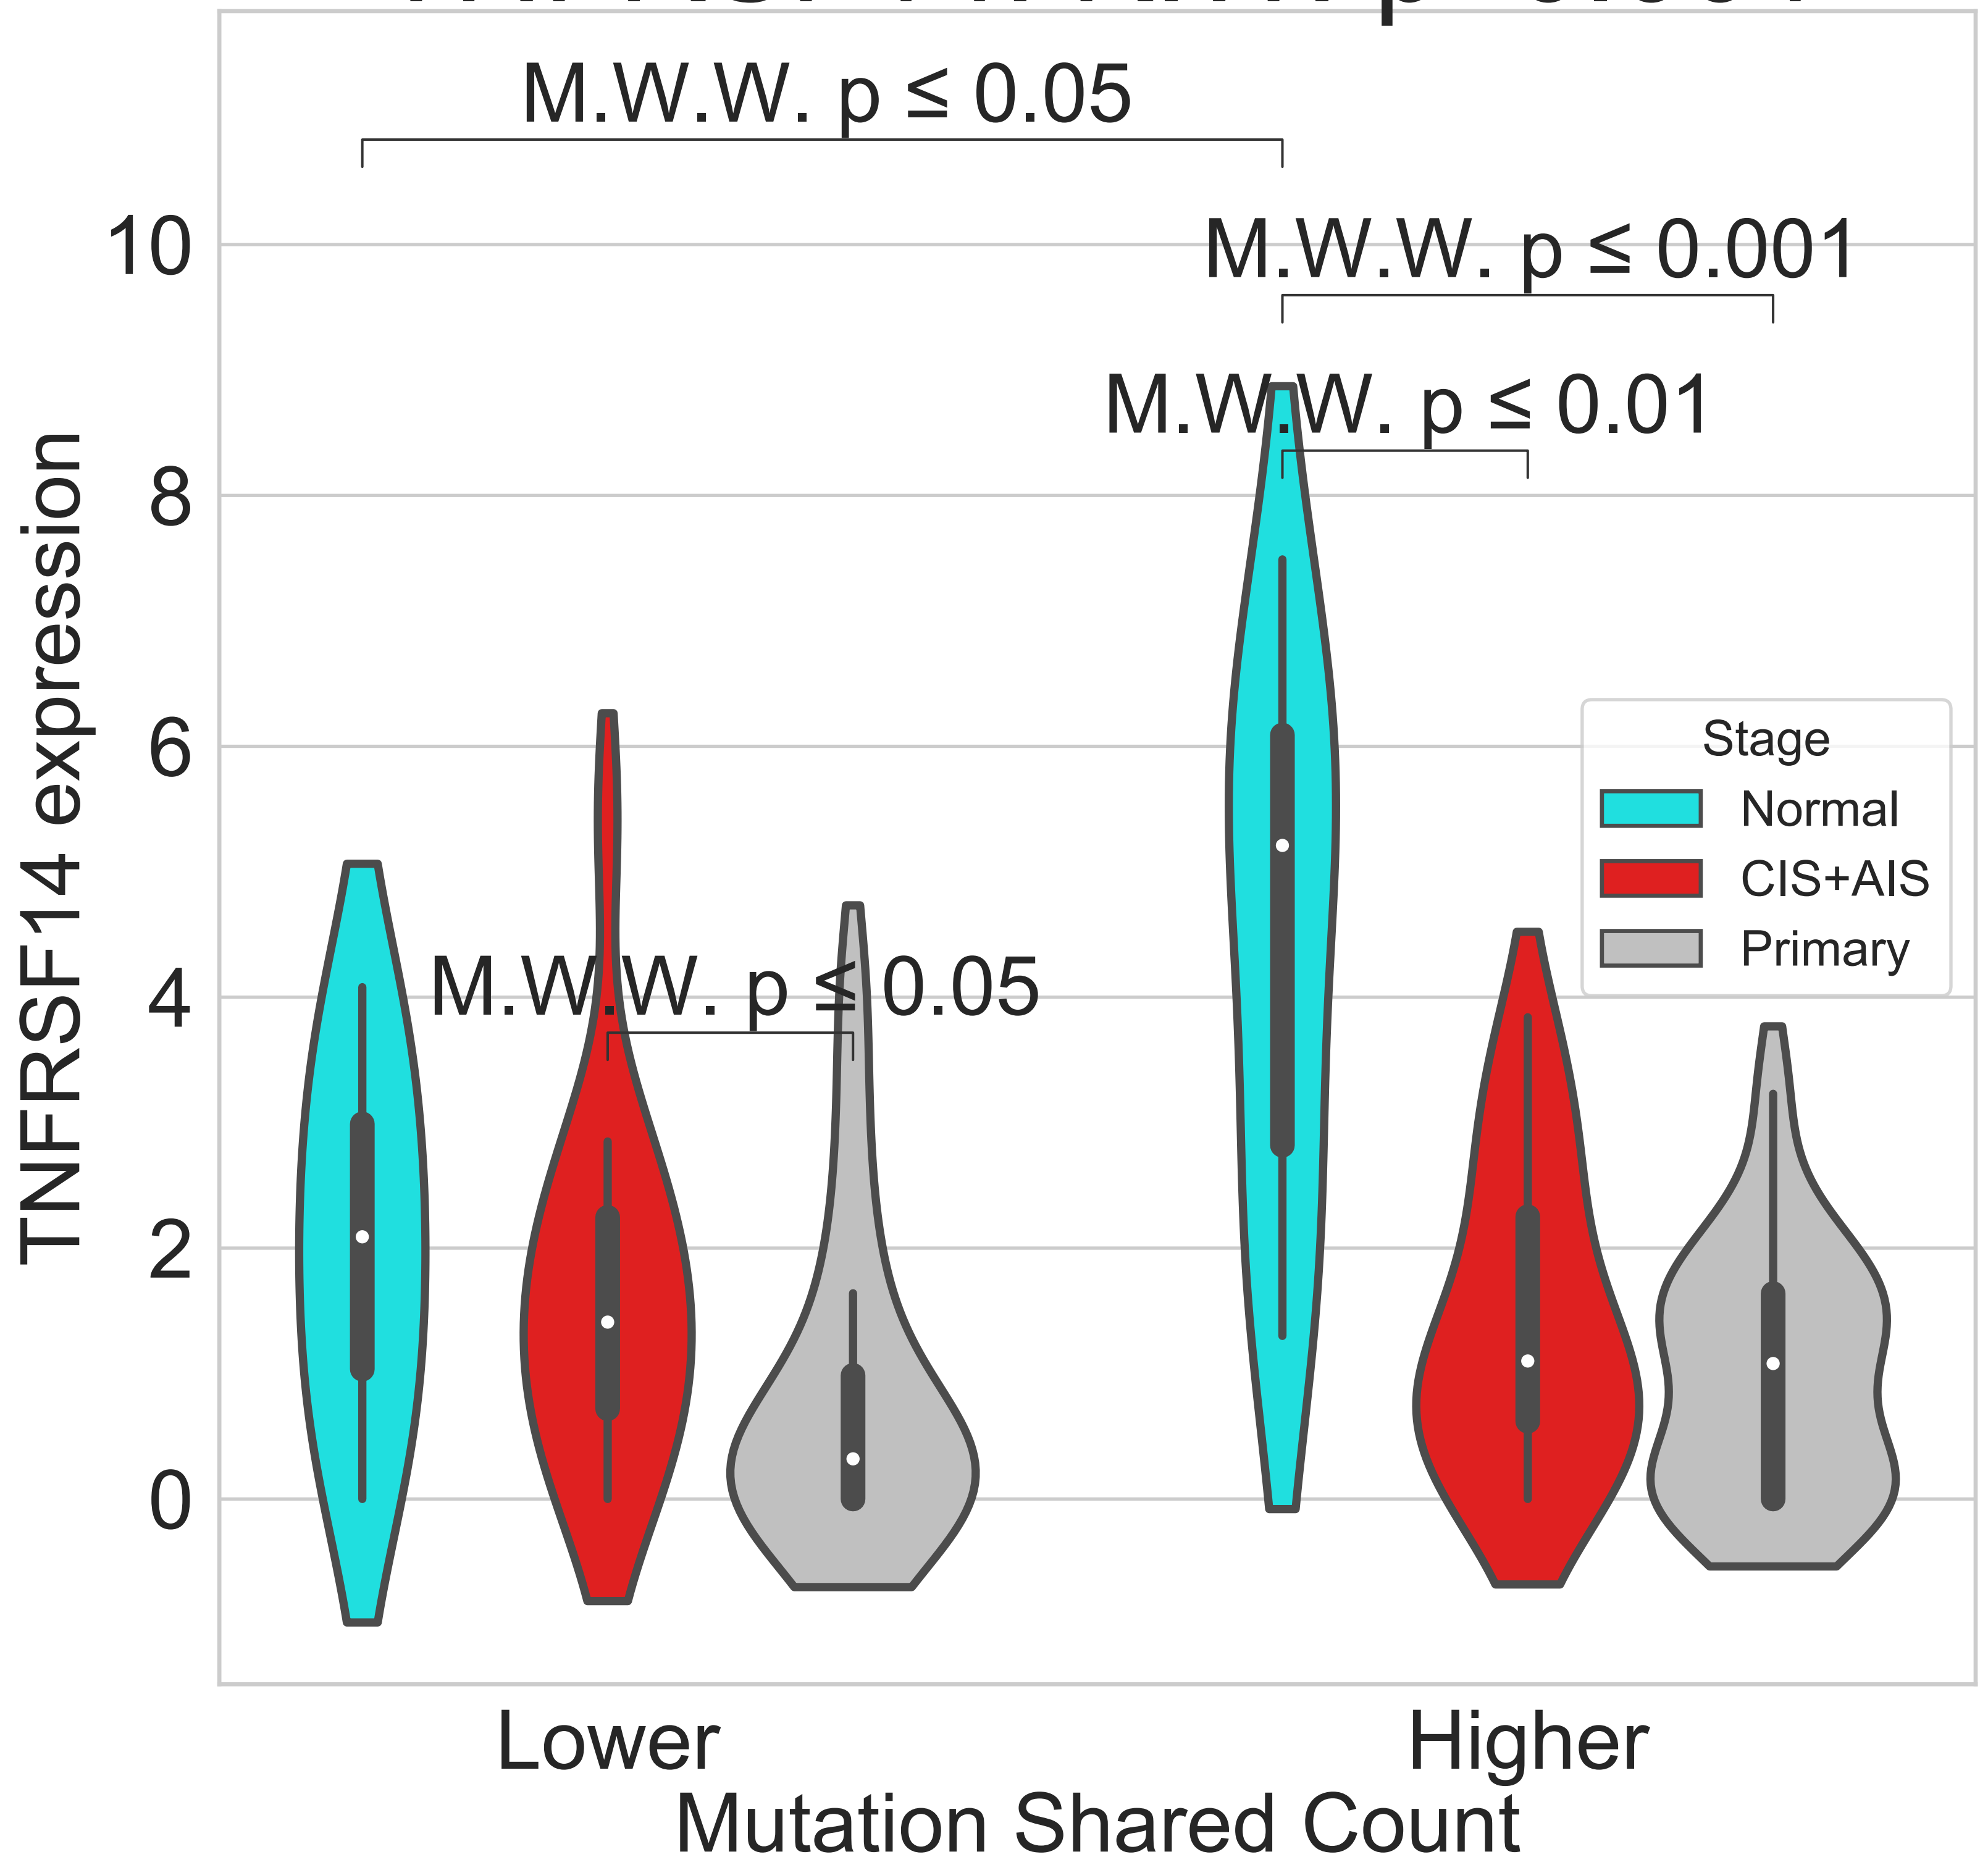 M.W.W. p ≤ 0.05
10
M.W.W. p ≤ 0.001
M.W.W. p ≤ 0.01
8
6
4
2
0
TNFRSF14 expression
Stage
Normal
CIS+AIS
Primary
M.W.W. p ≤ 0.05
Lower
Higher
Mutation Shared Count